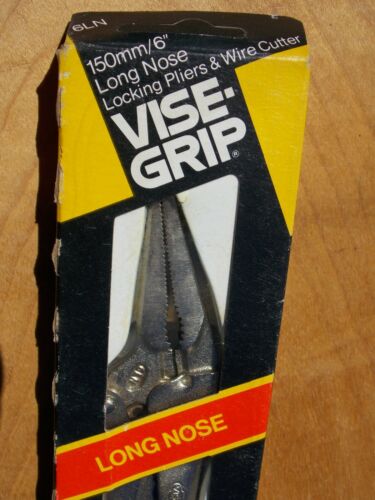 6LN
150mm/6"
Long Nose
Locking Pliers & Wire Cutter
VISE-
GRIP®
LONG NOSE